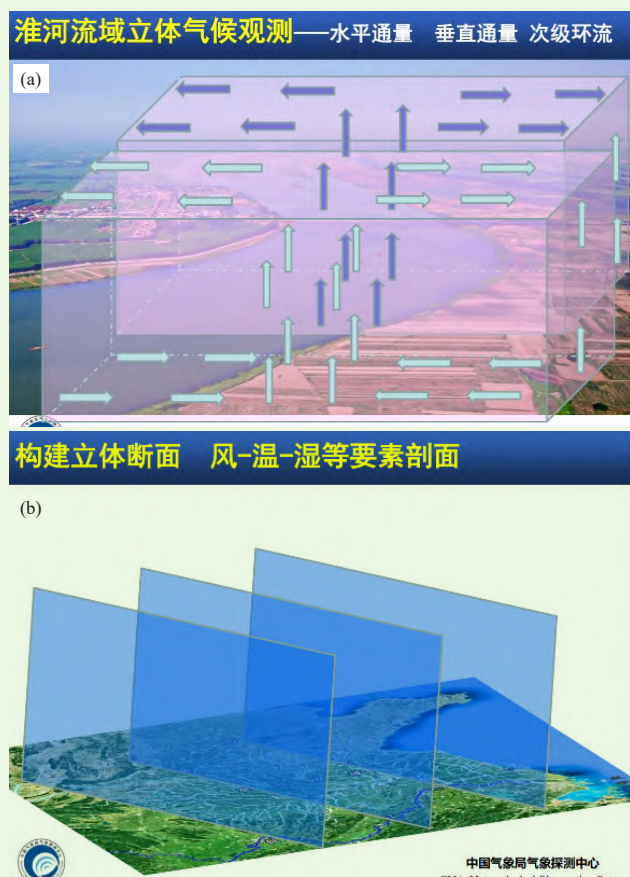 淮河流域立体气候观测——水平通量 垂直通量 次级环流
(a)
构建立体断面 风-温-湿等要素剖面
(b)
中国气象局气象探测中心